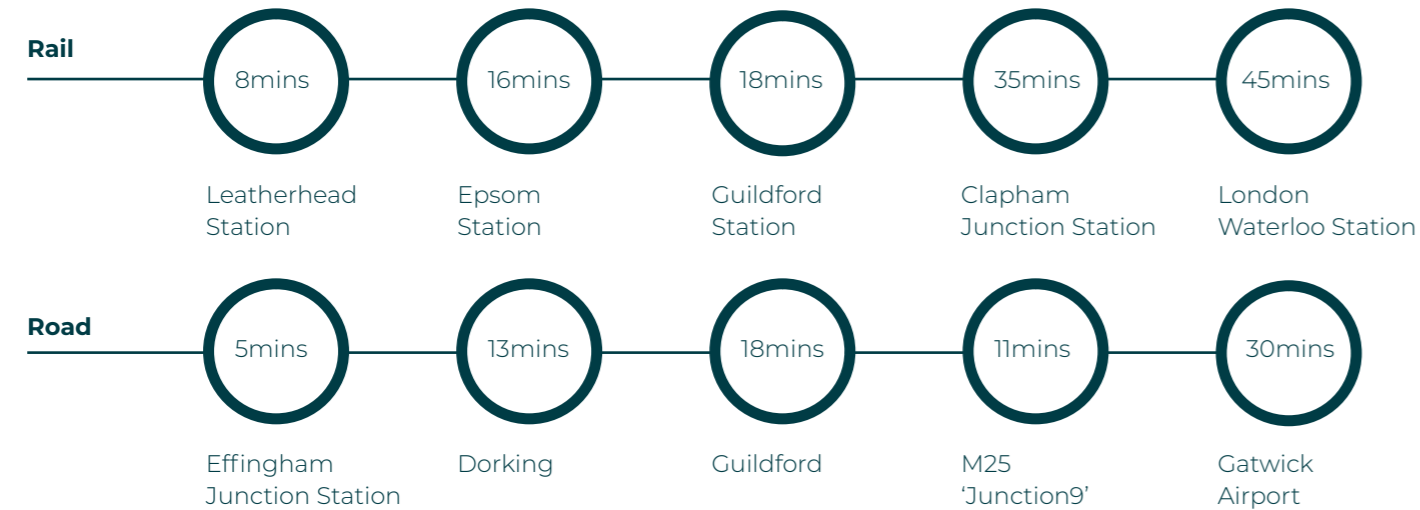 Rail
8mins
16mins
18mins
35mins
45mins
Leatherhead
Station
Epsom
Station
Guildford
Station
Clapham
Junction Station
London
Waterloo Station
Road
5mins
13mins
18mins
11mins
30mins
Effingham
Junction Station
Dorking
Guildford
M25
‘Junction9’
Gatwick
Airport